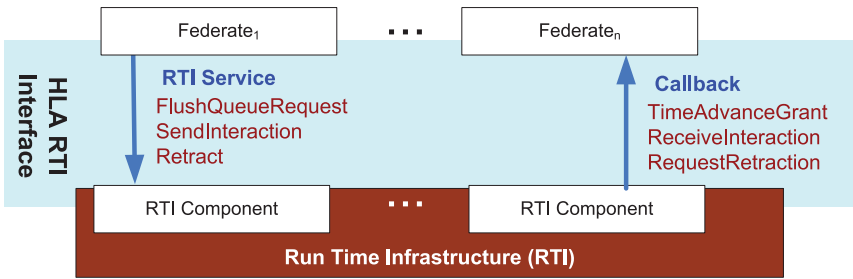 Federate1
...
Federaten
HLA RTI
Interface
RTI Service
FlushQueueRequest
SendInteraction
Retract
Callback
TimeAdvanceGrant
ReceiveInteraction
RequestRetraction
RTI Component
...
RTI Component
Run Time Infrastructure (RTI)